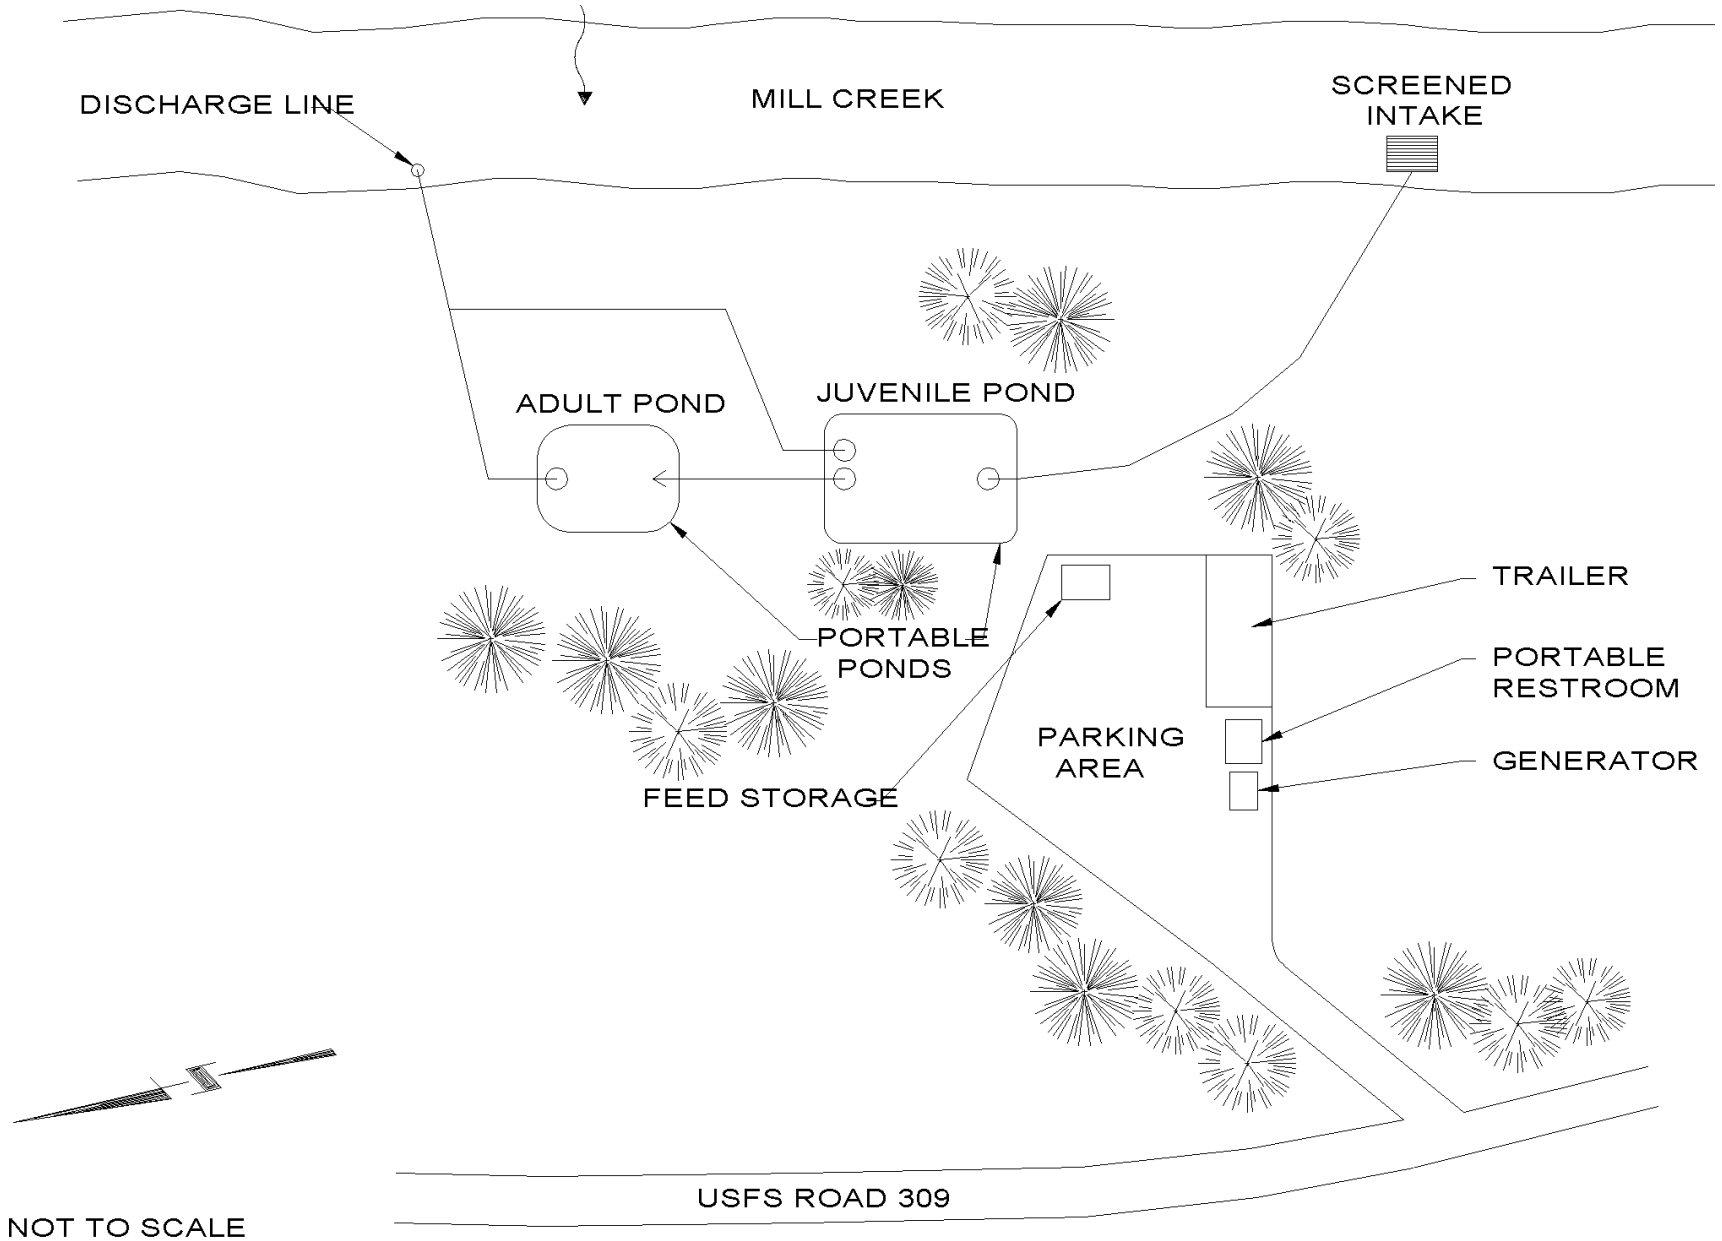 DISCHARGE LINE
MILL CREEK
SCREENED
INTAKE
ADULT POND
JUVENILE POND
TRAILER
PORTABLE
PONDS
PORTABLE
RESTROOM
PARKING
AREA
GENERATOR
FEED STORAGE
USFS ROAD 309
NOT TO SCALE